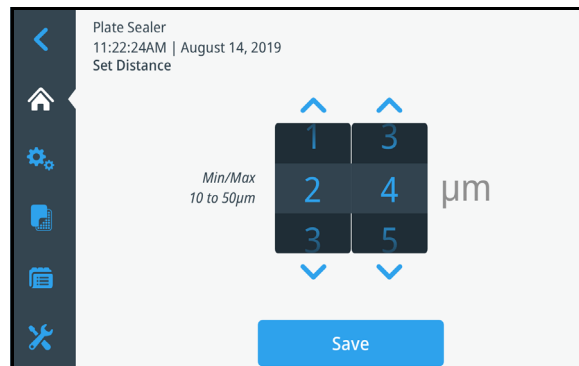 Plate Sealer
11:22:24AM | August 14, 2019
Set Distance
1 3
Min/Max
10 to 50µm
2 4 µm
3 5
Save